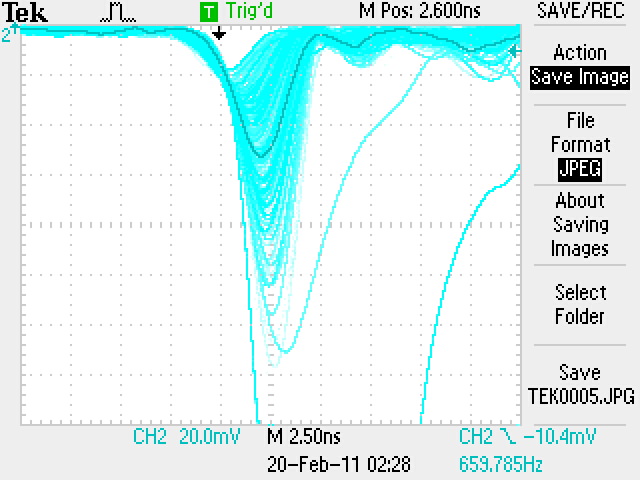 Tek T Trig'd M Pos: 2.600ns SAVE/REC
2
Action
Save Image
File
Format
JPEG
About
Saving
Images
Select
Folder
Save
TEK0005.JPG
CH2 20.0mV M 2.50ns CH2 -10.4mV
20-Feb-11 02:28 659.785Hz